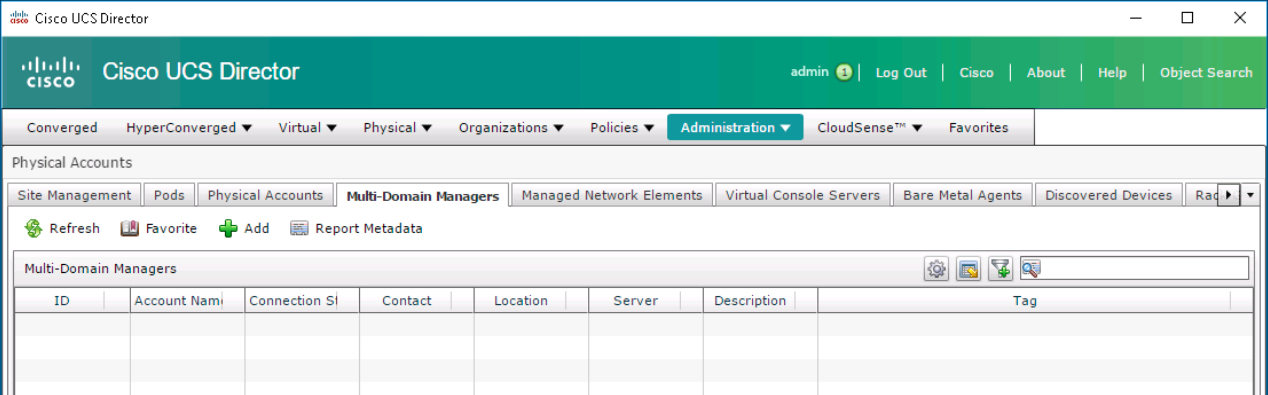 cisco Cisco UCS Director
cisco Cisco UCS Director admin 1 | Log Out | Cisco | About | Help | Object Search
Converged HyperConverged Virtual Physical Organizations Policies Administration CloudSense™ Favorites
Physical Accounts
Site Management Pods Physical Accounts Multi-Domain Managers Managed Network Elements Virtual Console Servers Bare Metal Agents Discovered Devices
Refresh Favorite Add Report Metadata
Multi-Domain Managers
ID Account Name Connection St Contact Location Server Description Tag